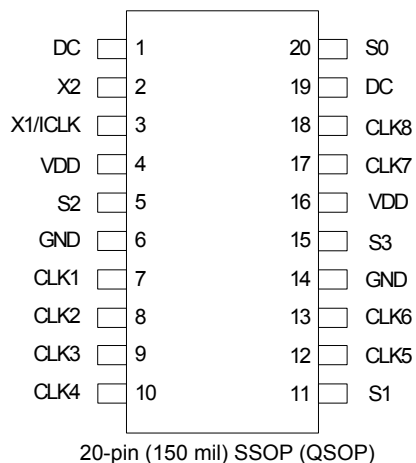 DC 1 20 S0
X2 2 19 DC
X1/ICLK 3 18 CLK8
VDD 4 17 CLK7
S2 5 16 VDD
GND 6 15 S3
CLK1 7 14 GND
CLK2 8 13 CLK6
CLK3 9 12 CLK5
CLK4 10 11 S1
20-pin (150 mil) SSOP (QSOP)